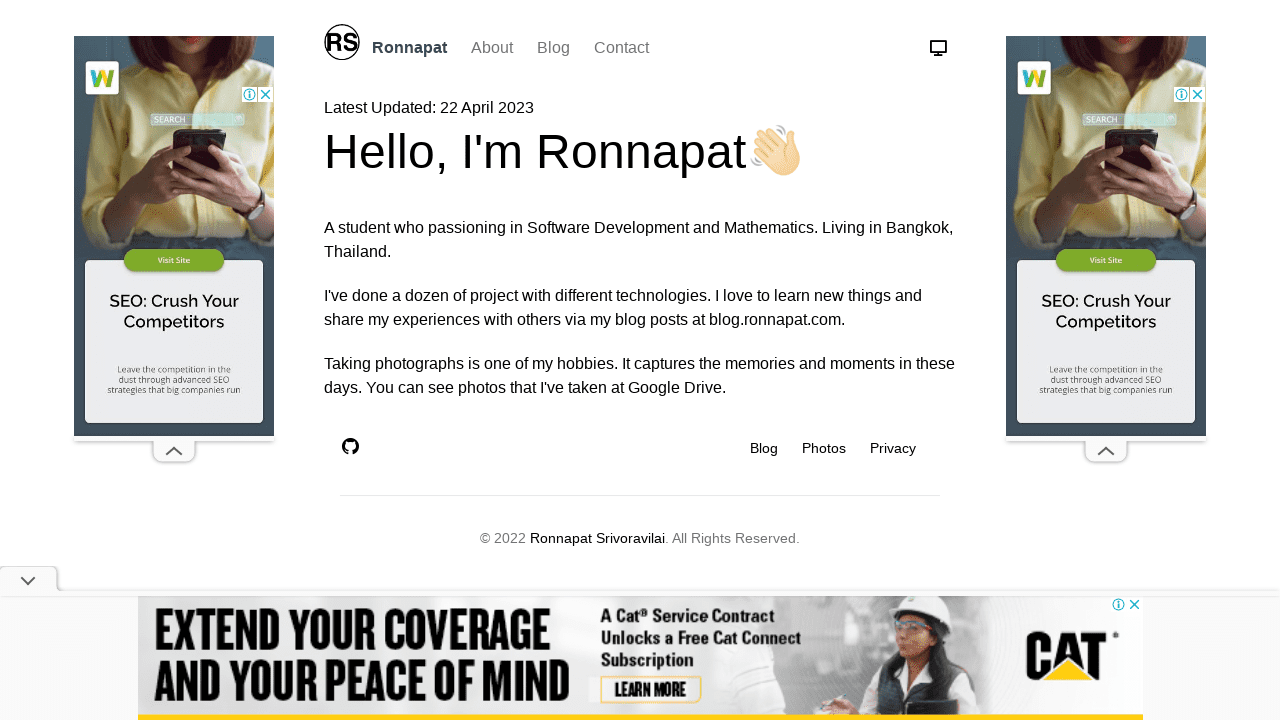 RS Ronnapat About Blog Contact
Latest Updated: 22 April 2023
Hello, I'm Ronnapat
A student who passioning in Software Development and Mathematics. Living in Bangkok,
Thailand.
I've done a dozen of project with different technologies. I love to learn new things and
share my experiences with others via my blog posts at blog.ronnapat.com.
Taking photographs is one of my hobbies. It captures the memories and moments in these
days. You can see photos that I've taken at Google Drive.
Blog Photos Privacy
© 2022 Ronnapat Srivoravilai. All Rights Reserved.
W
SEARCH
Visit Site
SEO: Crush Your
Competitors
Leave the competition in the
dust through advanced SEO
strategies that big companies run
W
SEARCH
Visit Site
SEO: Crush Your
Competitors
Leave the competition in the
dust through advanced SEO
strategies that big companies run
EXTEND YOUR COVERAGE
AND YOUR PEACE OF MIND
A Cat® Service Contract
Unlocks a Free Cat Connect
Subscription
LEARN MORE
CAT®